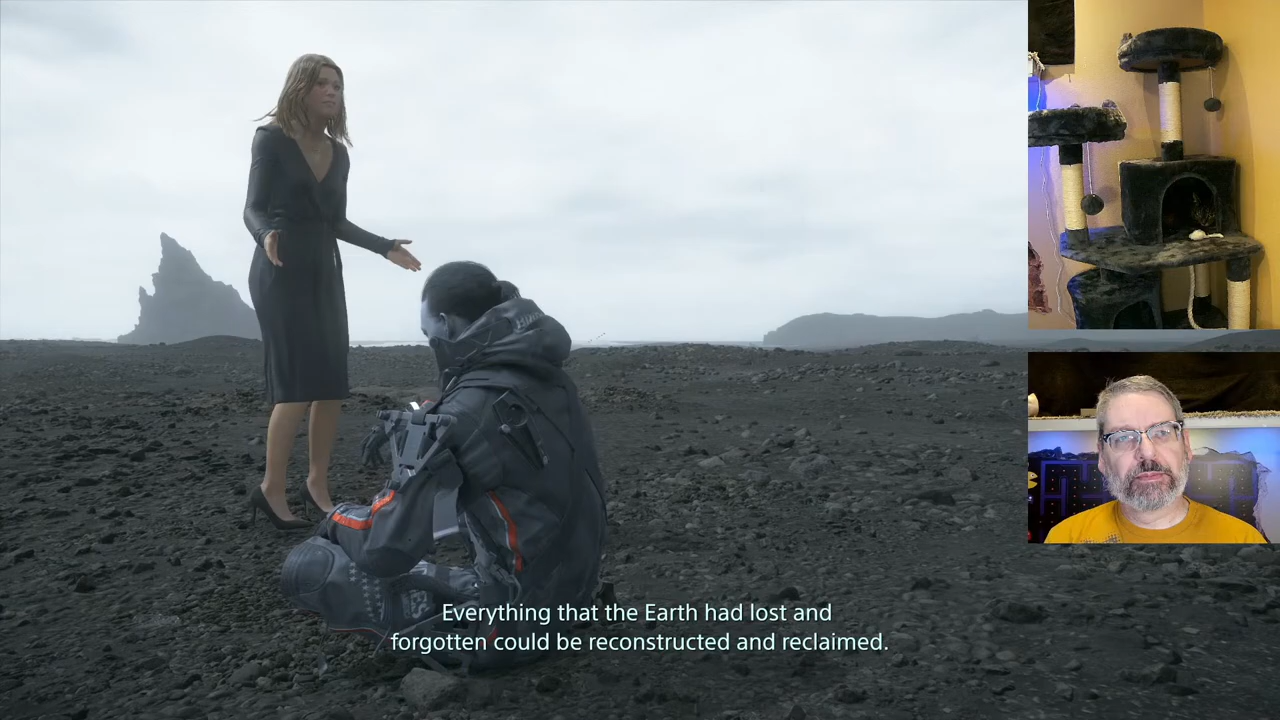 Everything that the Earth had lost and
forgotten could be reconstructed and reclaimed.